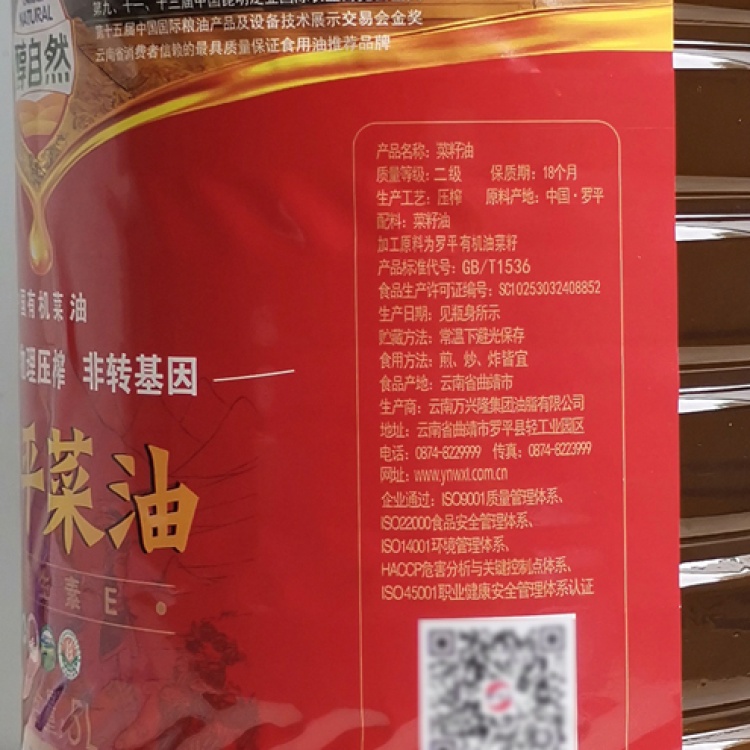 NATURAL
醇自然
第十五届中国国际粮油产品及设备技术展示交易会金奖
云南省消费者信赖的最具质量保证食用油推荐品牌
产品名称：菜籽油
质量等级：二级 保质期：18个月
生产工艺：压榨 原料产地：中国·罗平
配料：菜籽油
加工原料为罗平有机油菜籽
产品标准代号：GB/T1536
食品生产许可证编号：SC10253032408852
生产日期：见瓶身所示
贮藏方法：常温下避光保存
食用方法：煎、炒、炸皆宜
食品产地：云南省曲靖市
生产商：云南万兴隆集团油脂有限公司
地址：云南省曲靖市罗平县轻工业园区
电话：0874-8229999 传真：0874-8223999
网址：www.ynwxl.com.cn
企业通过：ISO9001质量管理体系、
ISO22000食品安全管理体系、
ISO14001环境管理体系、
HACCP危害分析与关键控制点体系、
ISO45001职业健康安全管理体系认证
有机菜油
物理压榨 非转基因
菜油
素E
5L